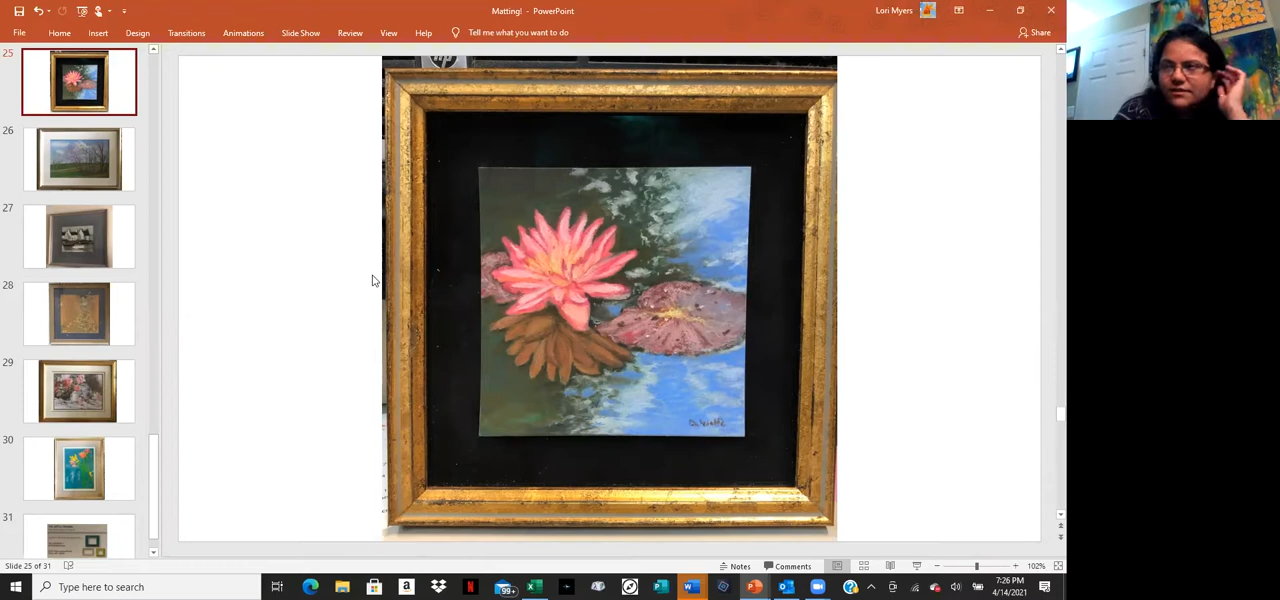 Matting! - PowerPoint
Lori Myers
File Home Insert Design Transitions Animations Slide Show Review View Help Tell me what you want to do
Share
25
26
27
28
29
30
31
hp
Slide 25 of 31
Notes Comments 102%
Type here to search
99+
7:26 PM
4/14/2021